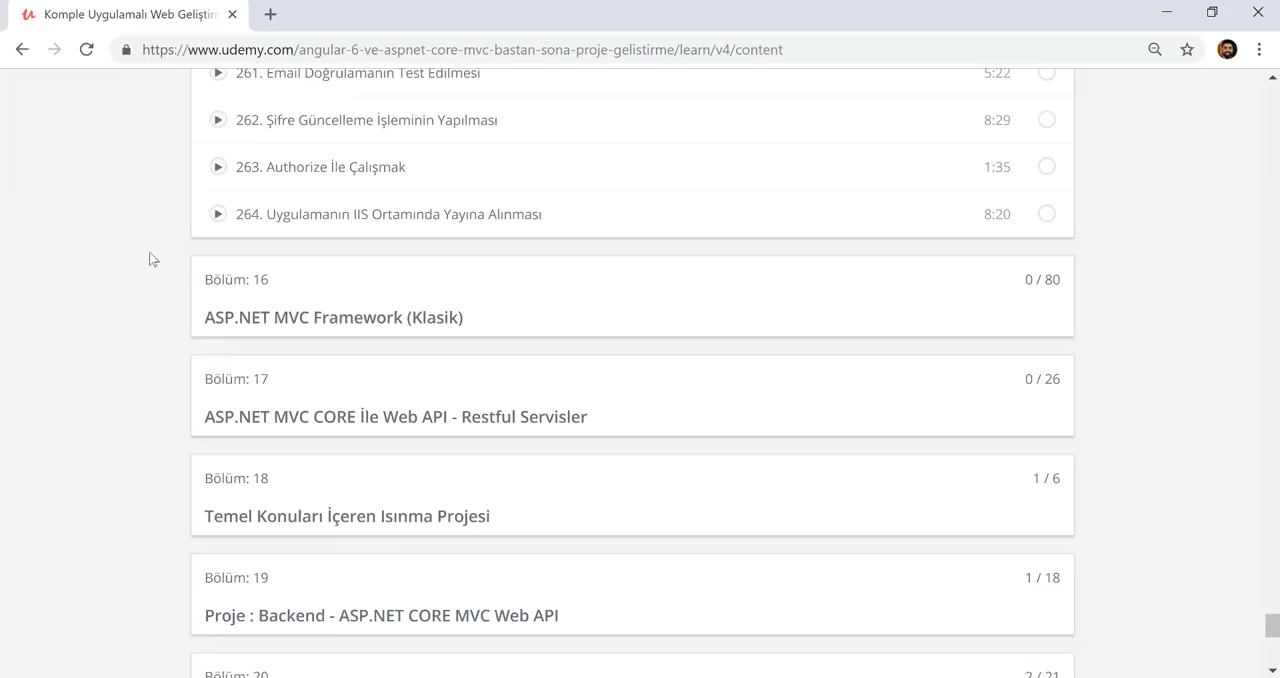 Komple Uygulamalı Web Geliştir
https://www.udemy.com/angular-6-ve-aspnet-core-mvc-bastan-sona-proje-gelistirme/learn/v4/content
261. Email Doğrulamanın Test Edilmesi 5:22
262. Şifre Güncelleme İşleminin Yapılması 8:29
263. Authorize İle Çalışmak 1:35
264. Uygulamanın IIS Ortamında Yayına Alınması 8:20
Bölüm: 16 0 / 80
ASP.NET MVC Framework (Klasik)
Bölüm: 17 0 / 26
ASP.NET MVC CORE İle Web API - Restful Servisler
Bölüm: 18 1 / 6
Temel Konuları İçeren Isınma Projesi
Bölüm: 19 1 / 18
Proje : Backend - ASP.NET CORE MVC Web API
Bölüm: 20 2 / 21